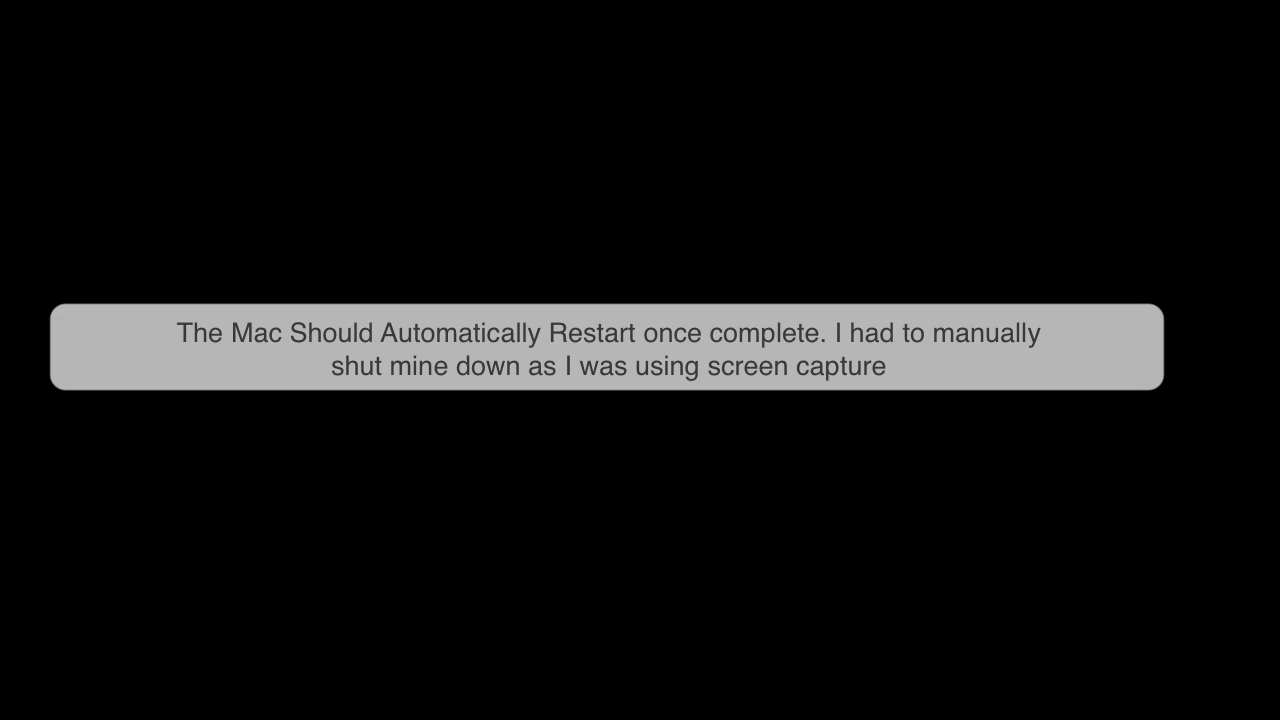 The Mac Should Automatically Restart once complete. I had to manually
shut mine down as I was using screen capture